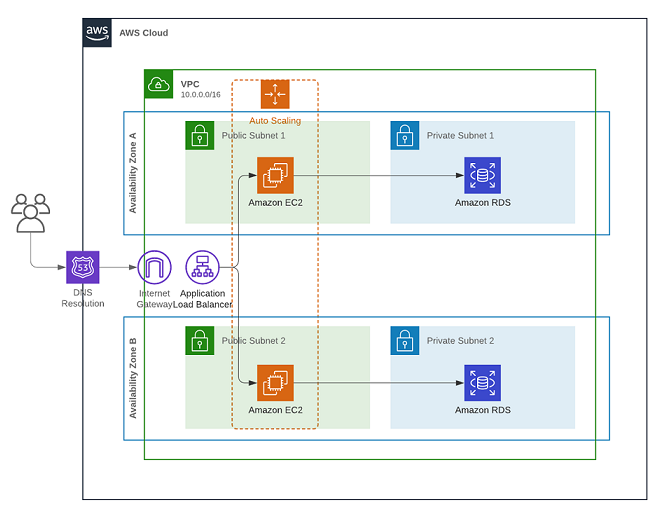 aws
AWS Cloud
VPC
10.0.0.0/16
Auto Scaling
Availability Zone A
Public Subnet 1
Private Subnet 1
Amazon EC2
Amazon RDS
53
DNS
Resolution
Internet
Gateway
Application
Load Balancer
Availability Zone B
Public Subnet 2
Private Subnet 2
Amazon EC2
Amazon RDS